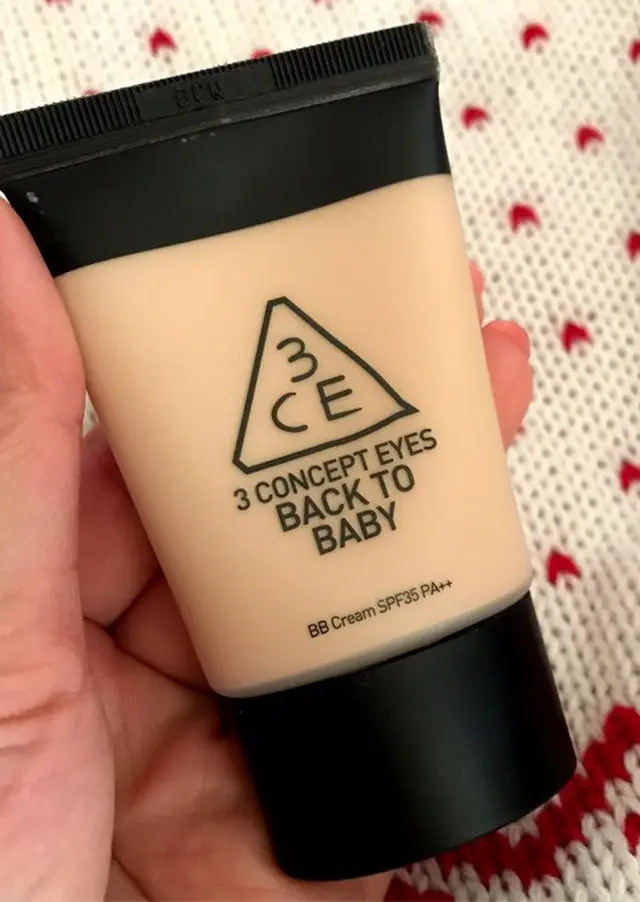 3
CE
3 CONCEPT EYES
BACK TO
BABY
BB Cream SPF35 PA++